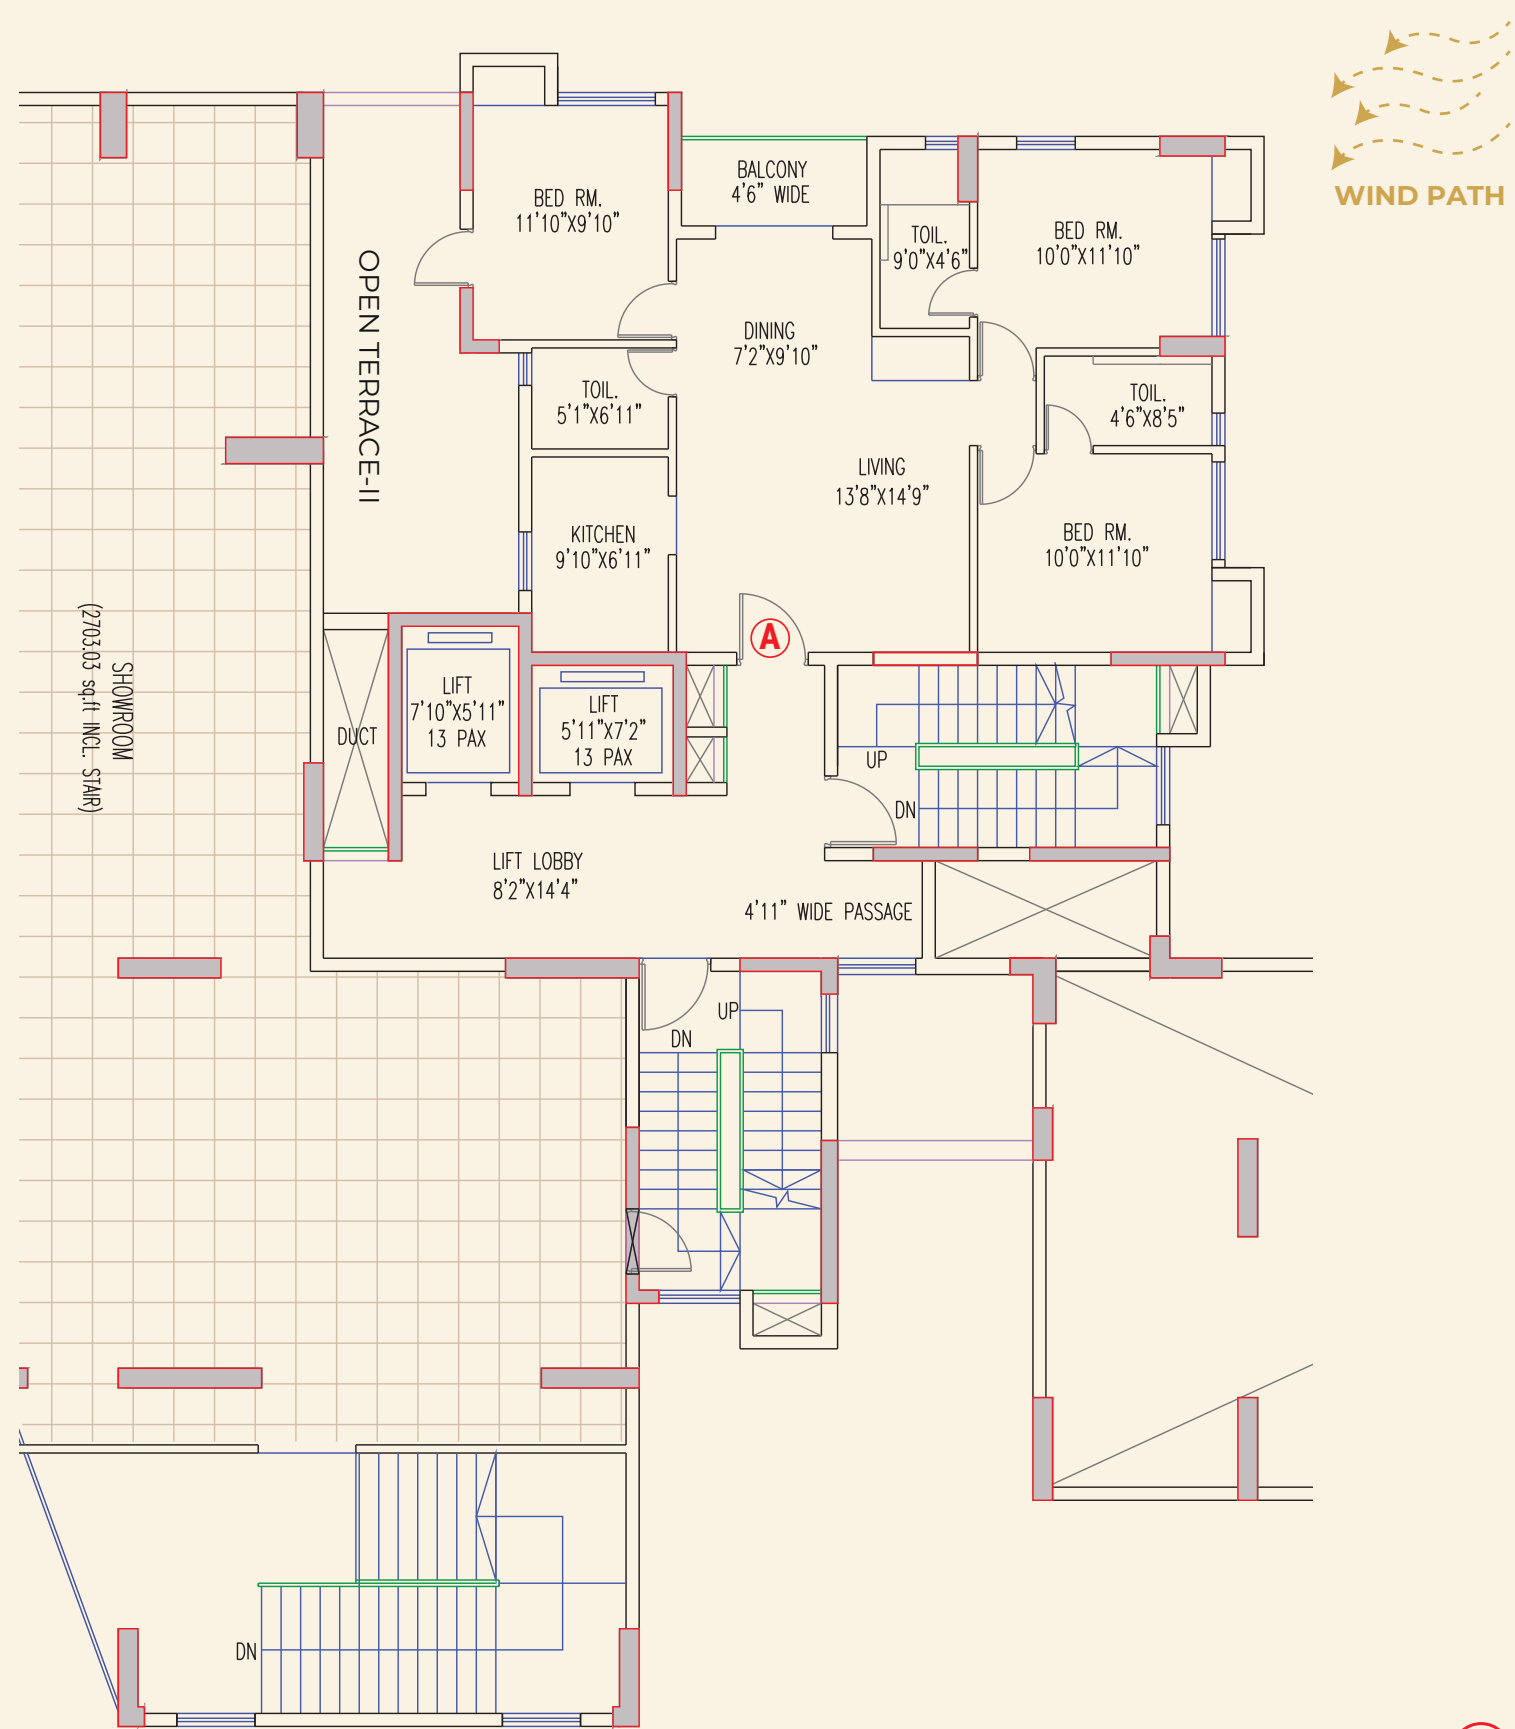 WIND PATH
BALCONY
4'6" WIDE
BED RM.
11'10"X9'10"
TOIL.
9'0"X4'6"
BED RM.
10'0"X11'10"
OPEN TERRACE-II
DINING
7'2"X9'10"
TOIL.
5'1"X6'11"
TOIL.
4'6"X8'5"
LIVING
13'8"X14'9"
KITCHEN
9'10"X6'11"
BED RM.
10'0"X11'10"
A
SHOWROOM
(2703.03 sq.ft INCL. STAIR)
LIFT
7'10"X5'11"
13 PAX
LIFT
5'11"X7'2"
13 PAX
DUCT
UP
DN
LIFT LOBBY
8'2"X14'4"
4'11" WIDE PASSAGE
UP
DN
DN